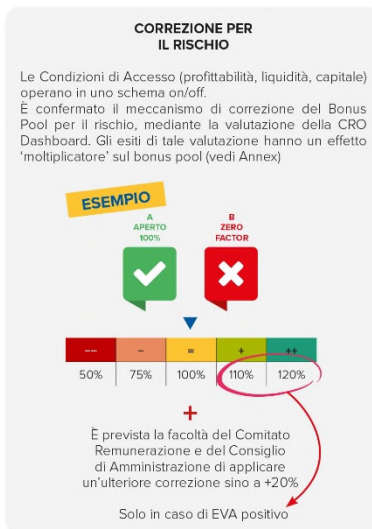 CORREZIONE PER
IL RISCHIO
Le Condizioni di Accesso (profittabilità, liquidità, capitale)
operano in uno schema on/off.
È confermato il meccanismo di correzione del Bonus
Pool per il rischio, mediante la valutazione della CRO
Dashboard. Gli esiti di tale valutazione hanno un effetto
'moltiplicatore' sul bonus pool (vedi Annex)
ESEMPIO
A
APERTO
100%
B
ZERO
FACTOR
-- - = + ++
50% 75% 100% 110% 120%
+
È prevista la facoltà del Comitato
Remunerazione e del Consiglio
di Amministrazione di applicare
un'ulteriore correzione sino a +20%
Solo in caso di EVA positivo